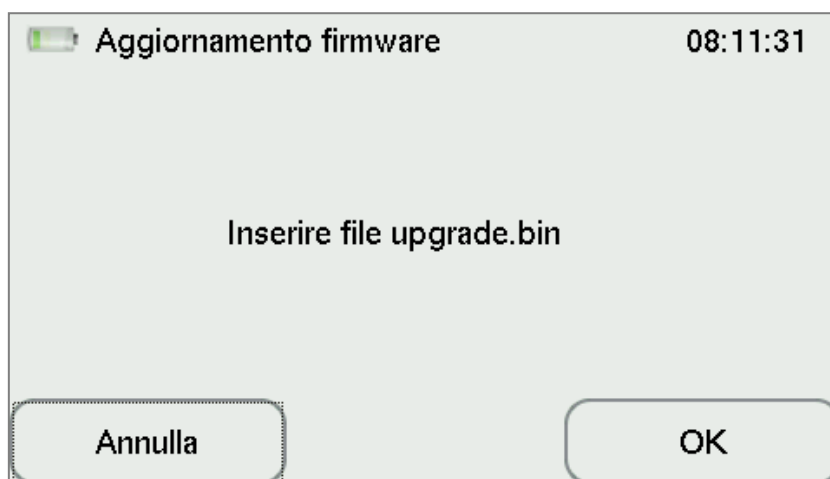 Aggiornamento firmware 08:11:31
Inserire file upgrade.bin
Annulla OK